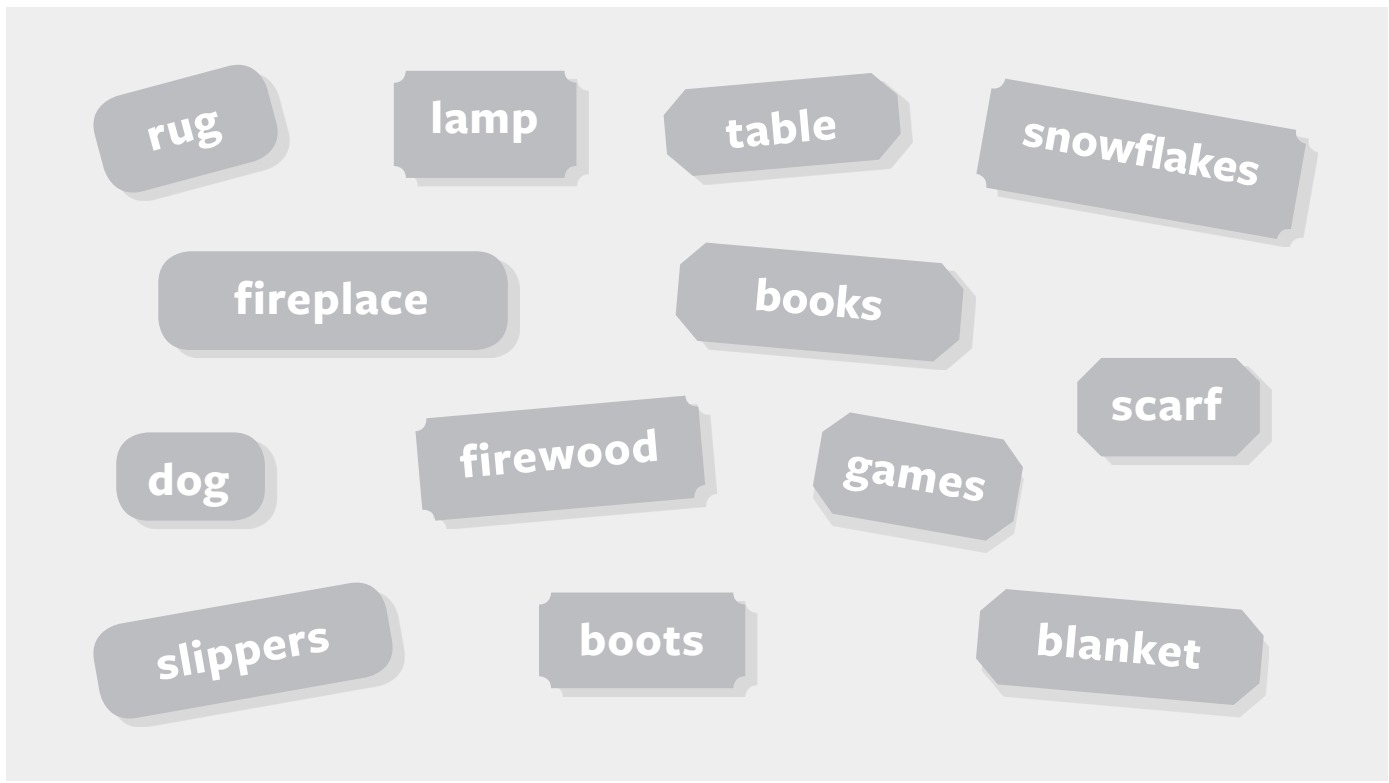 rug
lamp
table
snowflakes
fireplace
books
scarf
dog
firewood
games
slippers
boots
blanket